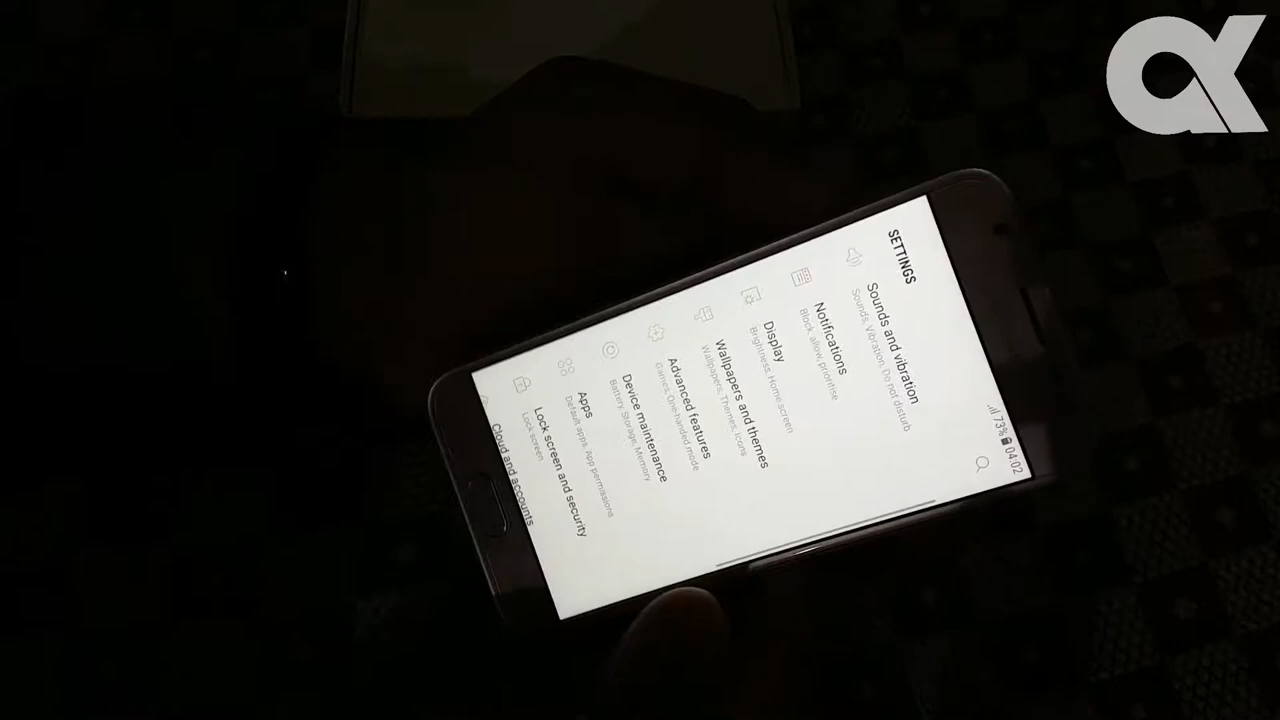 73% 04:02
SETTINGS
Sounds and vibration
Sounds, Vibration, Do not disturb
Notifications
Block, allow, prioritise
Display
Brightness, Home screen
Wallpapers and themes
Wallpapers, Themes, Icons
Advanced features
Games, One-handed mode
Device maintenance
Battery, Storage, Memory
Apps
Default apps, App permissions
Lock screen and security
Lock screen
Cloud and accounts